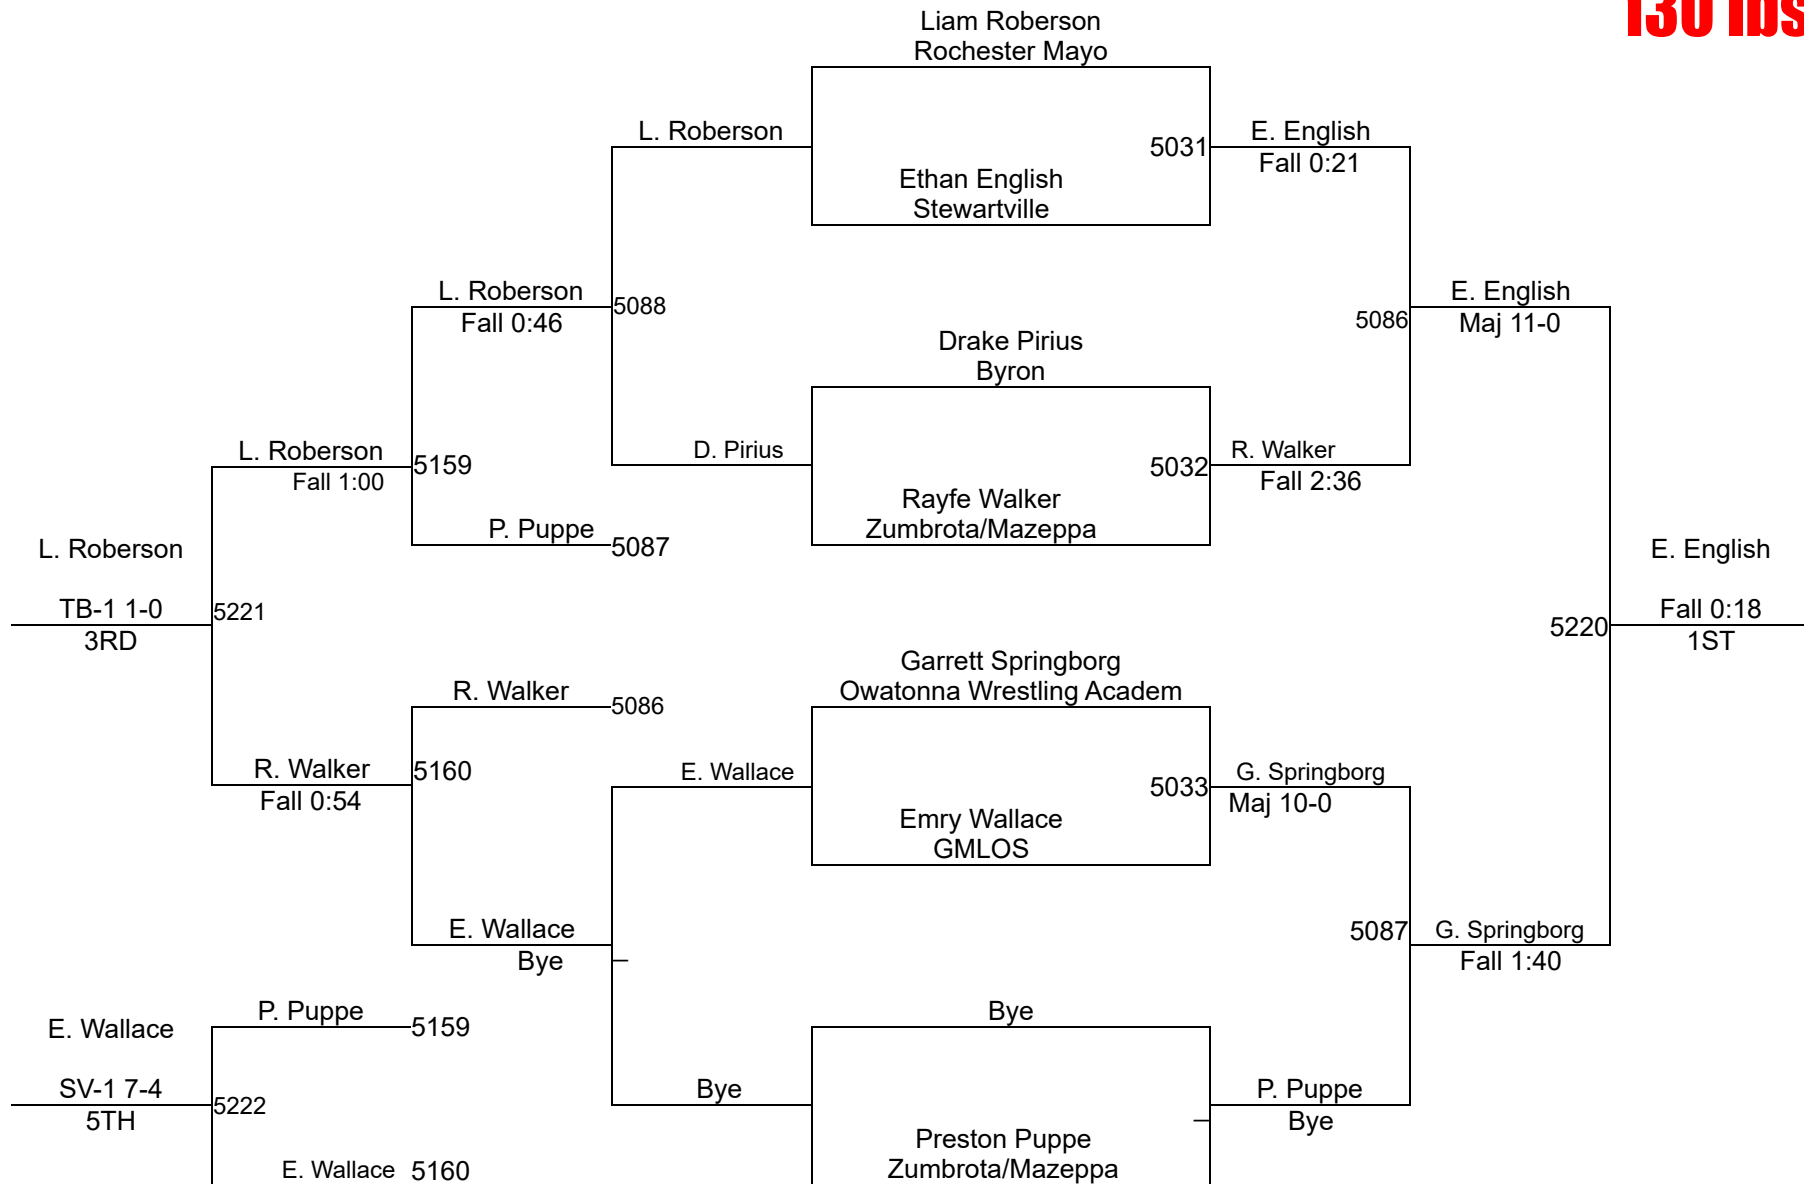 130 lbs
Liam Roberson
Rochester Mayo
L. Roberson
5031
E. English
Fall 0:21
Ethan English
Stewartville
L. Roberson
Fall 0:46
5088
5086
E. English
Maj 11-0
Drake Pirius
Byron
L. Roberson
Fall 1:00
5159
D. Pirius
5032
R. Walker
Fall 2:36
Rayfe Walker
Zumbrota/Mazeppa
P. Puppe
5087
L. Roberson
TB-1 1-0
3RD
5221
E. English
Fall 0:18
1ST
5220
Garrett Springborg
Owatonna Wrestling Academ
R. Walker
5086
R. Walker
Fall 0:54
5160
E. Wallace
5033
G. Springborg
Maj 10-0
Emry Wallace
GMLOS
E. Wallace
Bye
5087
G. Springborg
Fall 1:40
P. Puppe
5159
Bye
E. Wallace
SV-1 7-4
5TH
5222
Bye
P. Puppe
Bye
Preston Puppe
Zumbrota/Mazeppa
E. Wallace
5160